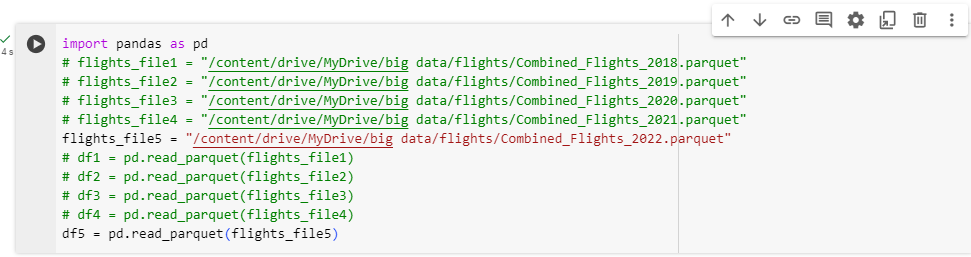 4 s
import pandas as pd
# flights_file1 = "/content/drive/MyDrive/big data/flights/Combined_Flights_2018.parquet"
# flights_file2 = "/content/drive/MyDrive/big data/flights/Combined_Flights_2019.parquet"
# flights_file3 = "/content/drive/MyDrive/big data/flights/Combined_Flights_2020.parquet"
# flights_file4 = "/content/drive/MyDrive/big data/flights/Combined_Flights_2021.parquet"
flights_file5 = "/content/drive/MyDrive/big data/flights/Combined_Flights_2022.parquet"
# df1 = pd.read_parquet(flights_file1)
# df2 = pd.read_parquet(flights_file2)
# df3 = pd.read_parquet(flights_file3)
# df4 = pd.read_parquet(flights_file4)
df5 = pd.read_parquet(flights_file5)